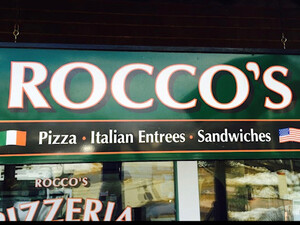 ROCCO'S
Pizza · Italian Entrees · Sandwiches
ROCCO'S
PIZZERIA